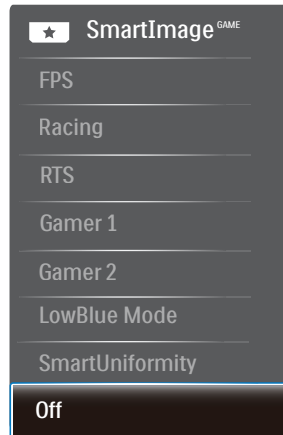 SmartImage GAME
FPS
Racing
RTS
Gamer 1
Gamer 2
LowBlue Mode
SmartUniformity
Off